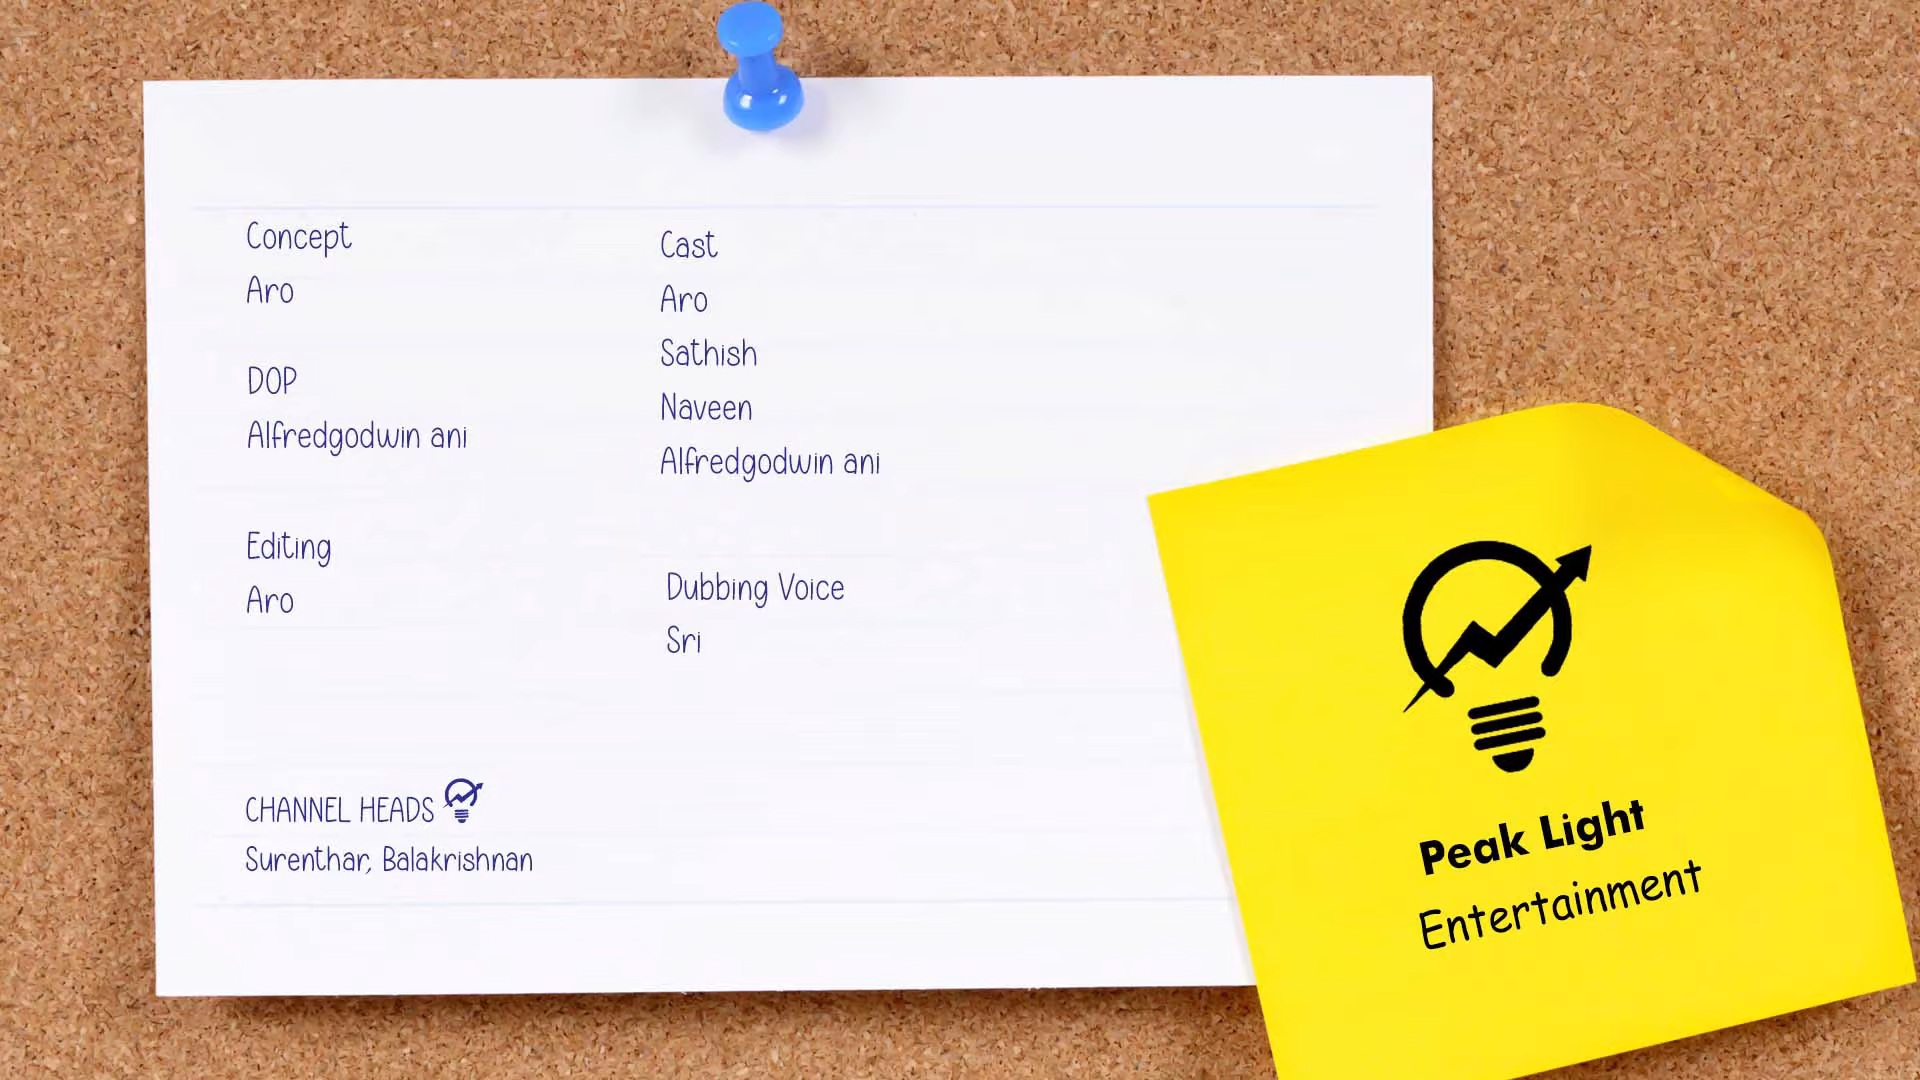 Concept
Aro
DOP
Alfredgodwin ani
Editing
Aro
Cast
Aro
Sathish
Naveen
Alfredgodwin ani
Dubbing Voice
Sri
CHANNEL HEADS
Surenthar, Balakrishnan
Peak Light
Entertainment